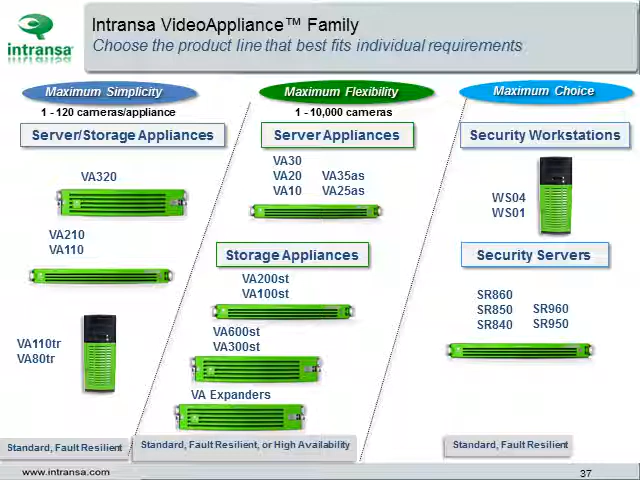 intransa
Intransa VideoAppliance™ Family
Choose the product line that best fits individual requirements
Maximum Simplicity
1 - 120 cameras/appliance
Server/Storage Appliances
VA320
VA210
VA110
VA110tr
VA80tr
Standard, Fault Resilient
Maximum Flexibility
1 - 10,000 cameras
Server Appliances
VA30
VA20 VA35as
VA10 VA25as
Storage Appliances
VA200st
VA100st
VA600st
VA300st
VA Expanders
Standard, Fault Resilient, or High Availability
Maximum Choice
Security Workstations
WS04
WS01
Security Servers
SR860
SR850 SR960
SR840 SR950
Standard, Fault Resilient
www.intransa.com
37